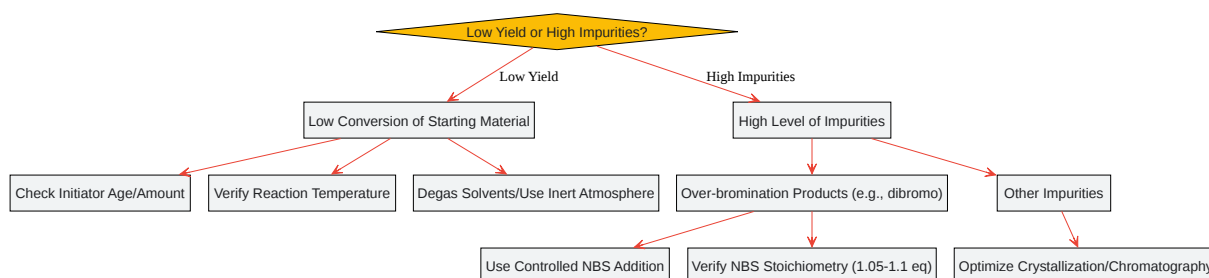 Low Yield or High Impurities?
Low Yield
High Impurities
Low Conversion of Starting Material
High Level of Impurities
Check Initiator Age/Amount
Verify Reaction Temperature
Degas Solvents/Use Inert Atmosphere
Over-bromination Products (e.g., dibromo)
Other Impurities
Use Controlled NBS Addition
Verify NBS Stoichiometry (1.05-1.1 eq)
Optimize Crystallization/Chromatography